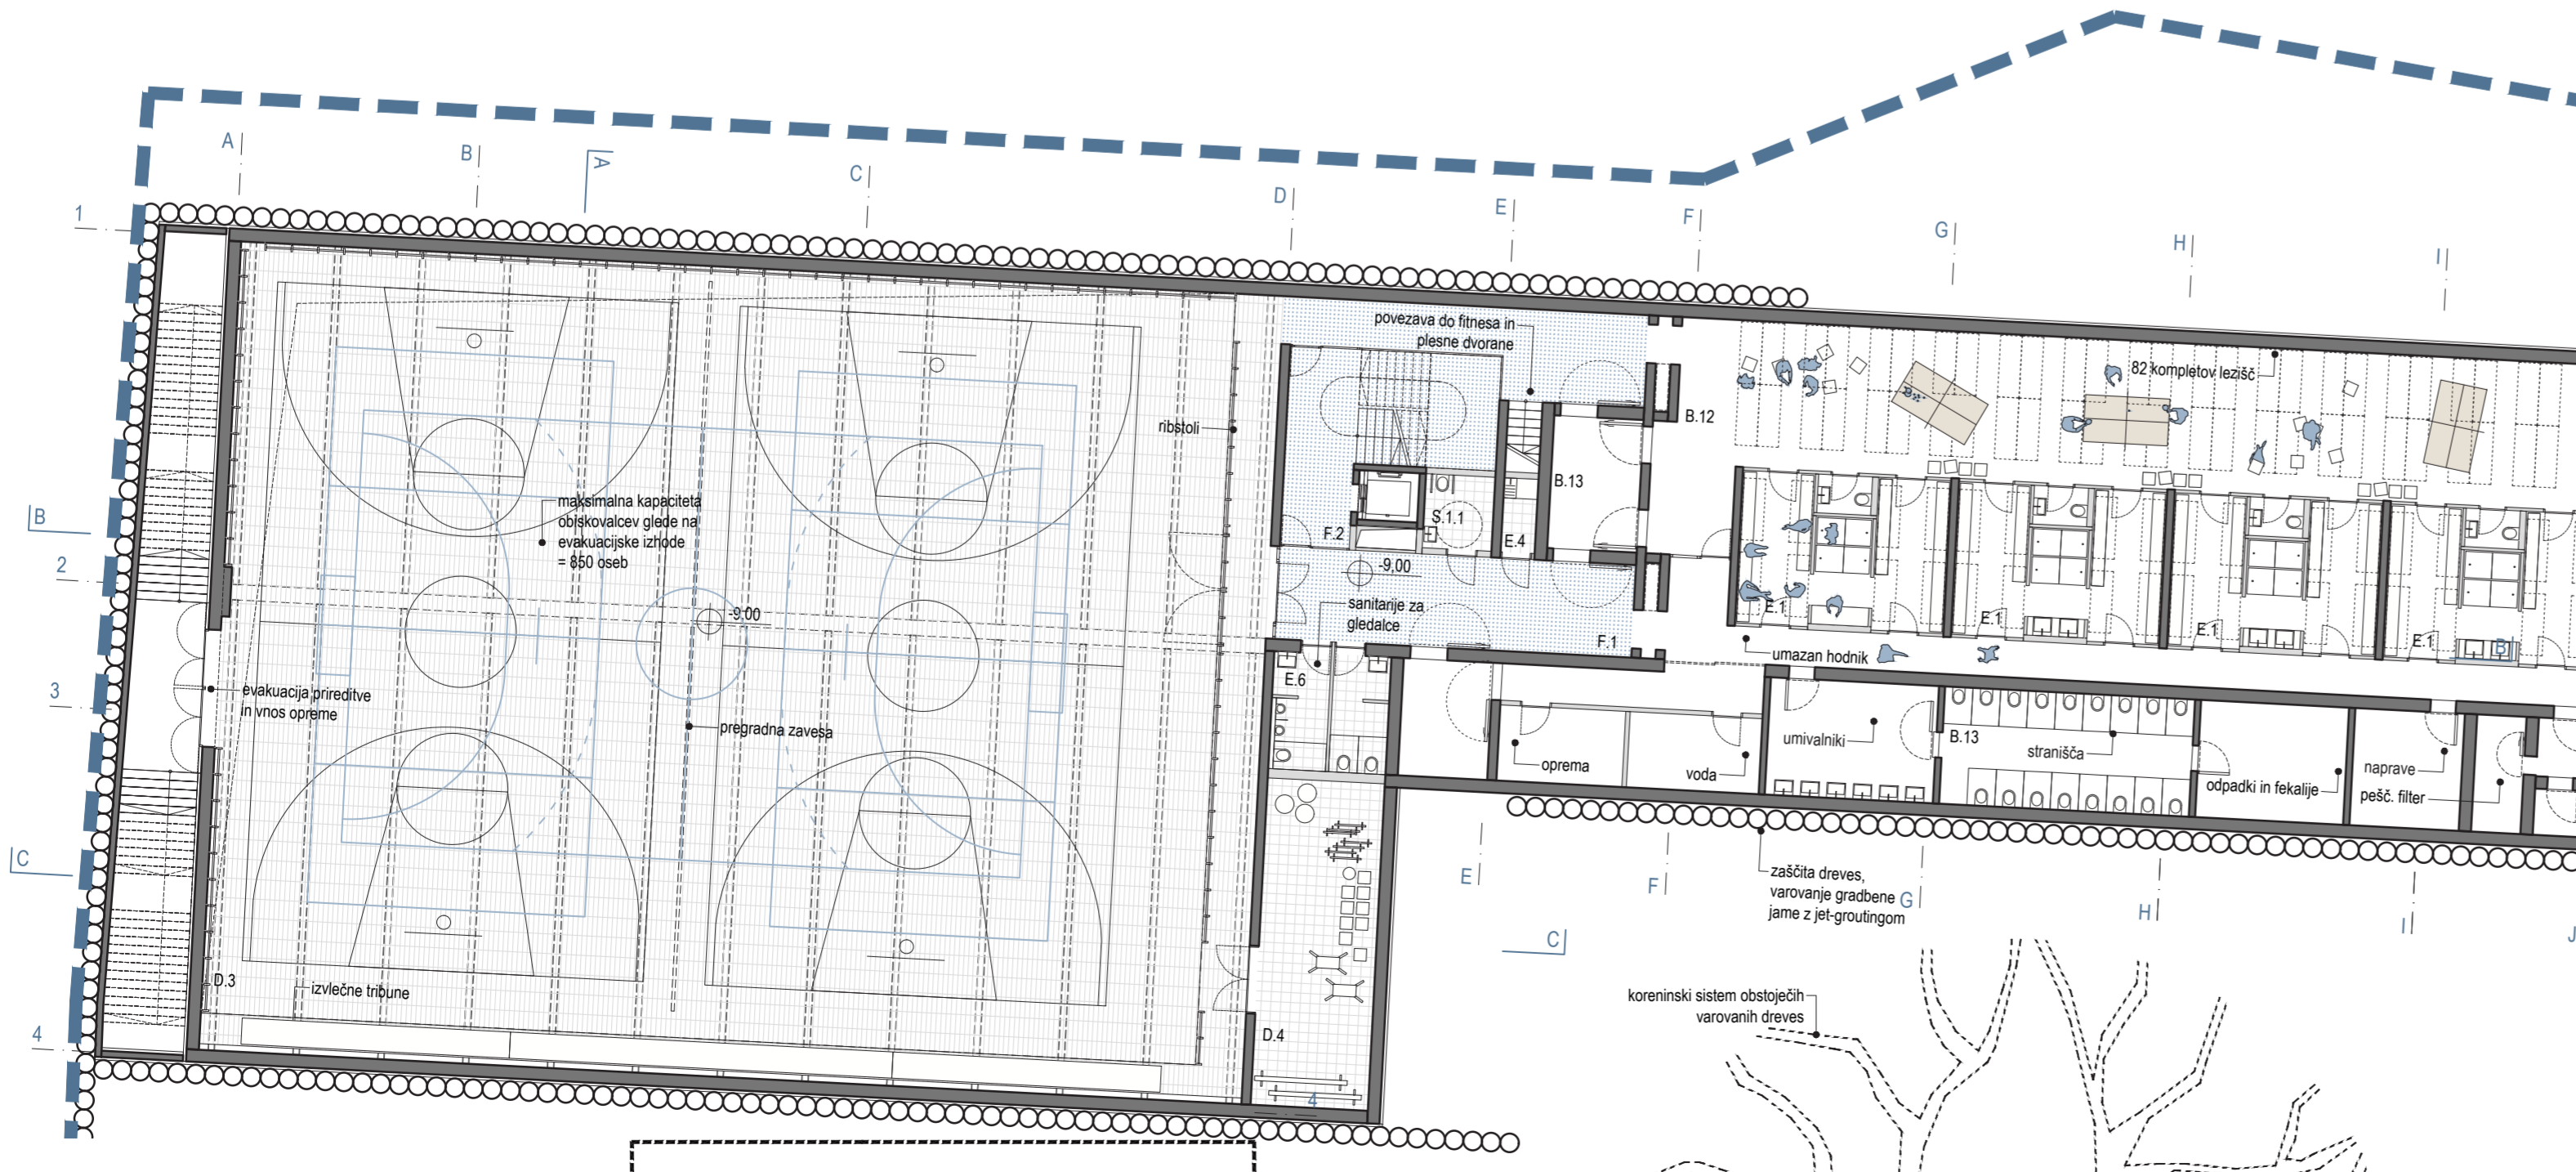 A
B
A
C
D
E
F
G
H
I
1
povezava do fitnesa in
plesne dvorane
82 kompletov ležišč
B.12
ribstoli
B.13
maksimalna kapaciteta
obiskovalcev glede na
evakuacijske izhode
= 850 oseb
S.1.1
F.2
E.4
B
2
-9,00
-9,00
sanitarije za
gledalce
F.1
E.1
E.1
E.1
E.1
B
umazan hodnik
E.6
3
evakuacija prireditve
in vnos opreme
pregradna zavesa
oprema
voda
umivalniki
B.13
stranišča
odpadki in fekalije
naprave
pešč. filter
C
E
F
G
H
I
J
zaščita dreves,
varovanje gradbene
jame z jet-groutingom
C
D.3
izvlečne tribune
koreninski sistem obstoječih
varovanih dreves
D.4
4
4